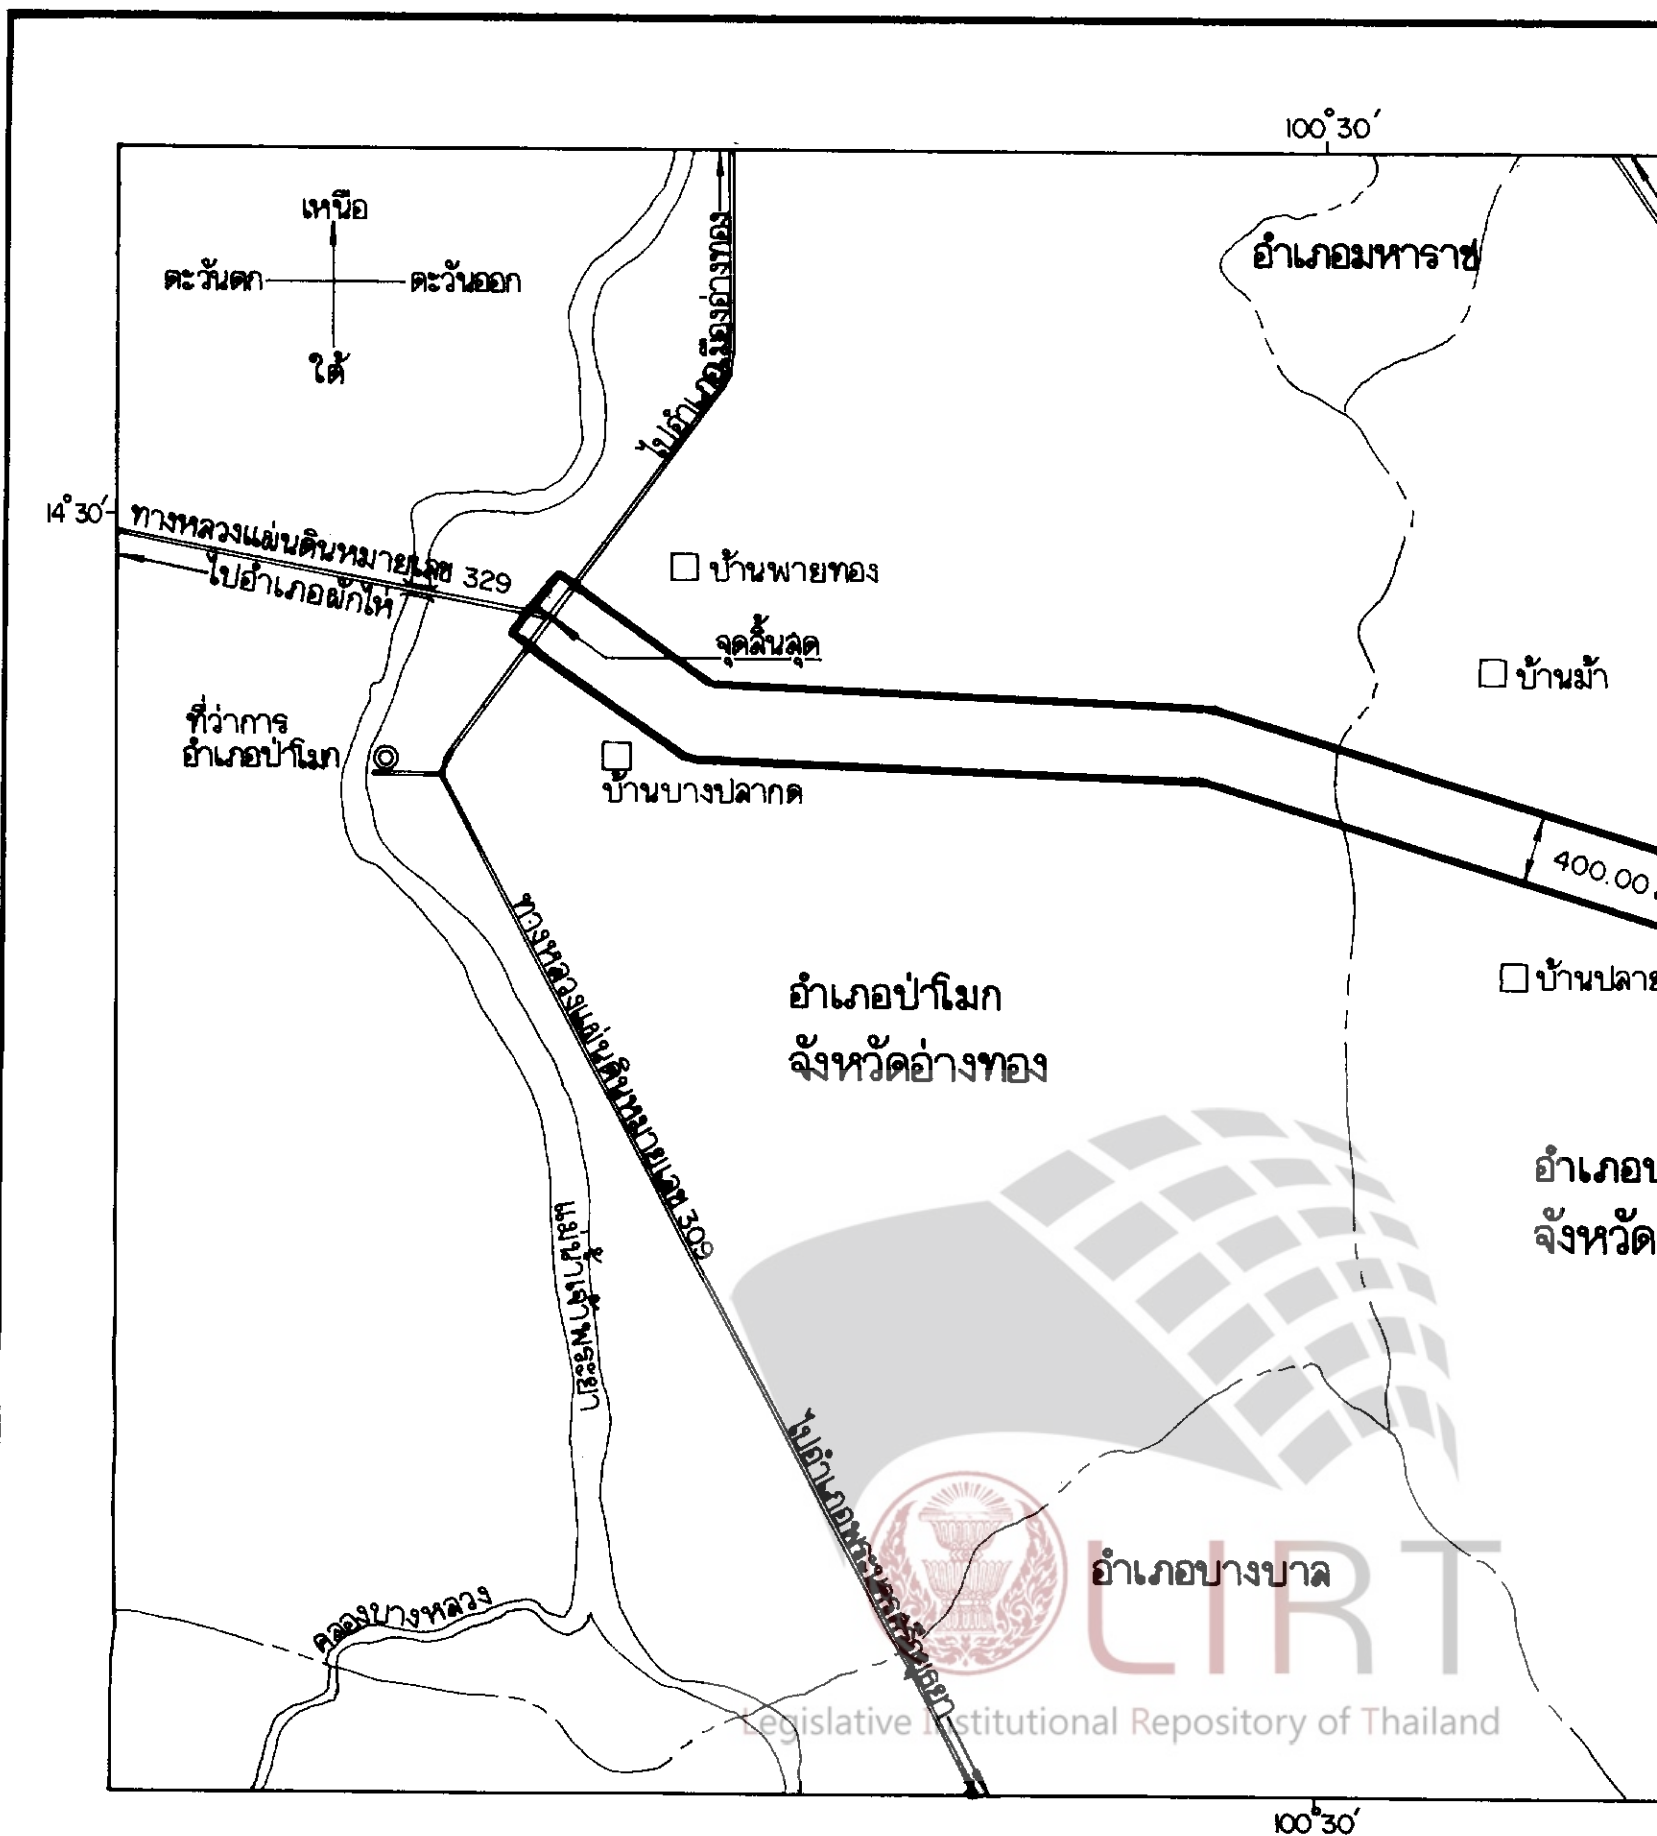 100°30′
เหนือ
ตะวันตก
ตะวันออก
ใต้
อำเภอมหาราช
ไปอำเภอเมืองอ่างทอง
14°30′
ทางหลวงแผ่นดินหมายเลข 329
ไปอำเภอผักไห่
บ้านพายทอง
จุดสิ้นสุด
บ้านม้า
ที่ว่าการ
อำเภอป่าโมก
บ้านบางปลากด
400.00
ทางหลวงแผ่นดินหมายเลข 309
บ้านปลาย
อำเภอป่าโมก
จังหวัดอ่างทอง
อำเภอบ
จังหวัด
แม่น้ำเจ้าพระยา
ไปอำเภอพระนครศรีอยุธยา
อำเภอบางบาล
คลองบางหลวง
LIRT
Legislative Institutional Repository of Thailand
100°30′